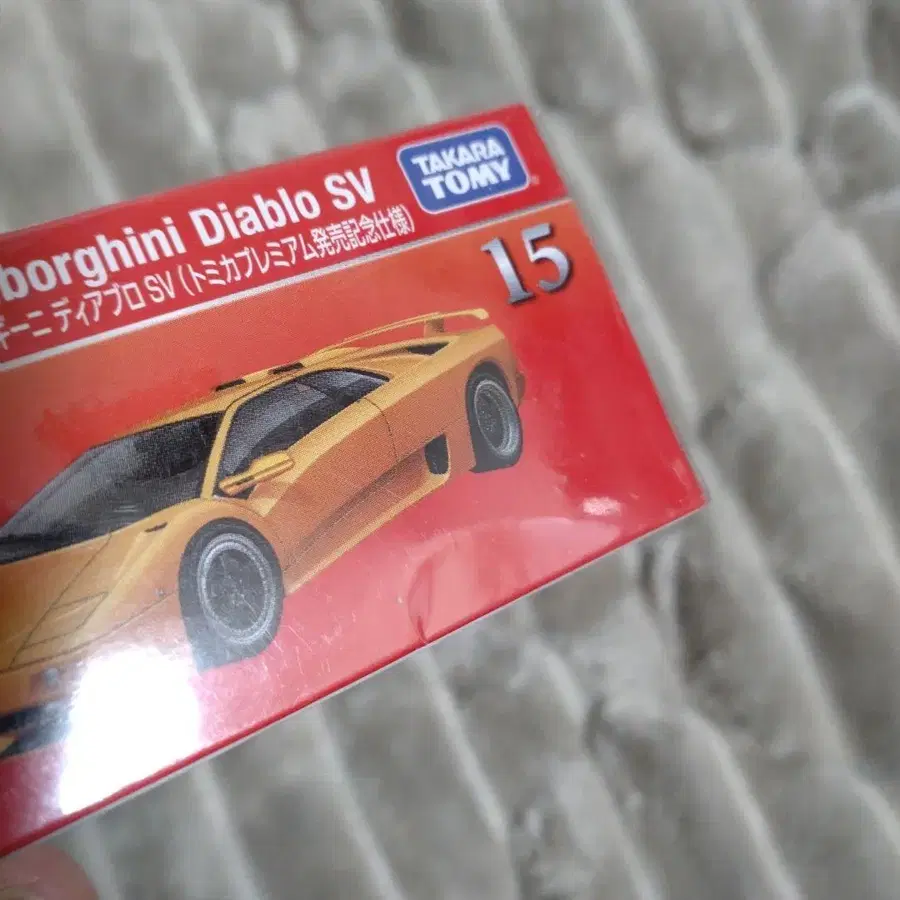 TAKARA
TOMY
borghini Diablo SV
ギーニ ディアブロ SV (トミカプレミアム発売記念仕様)
15